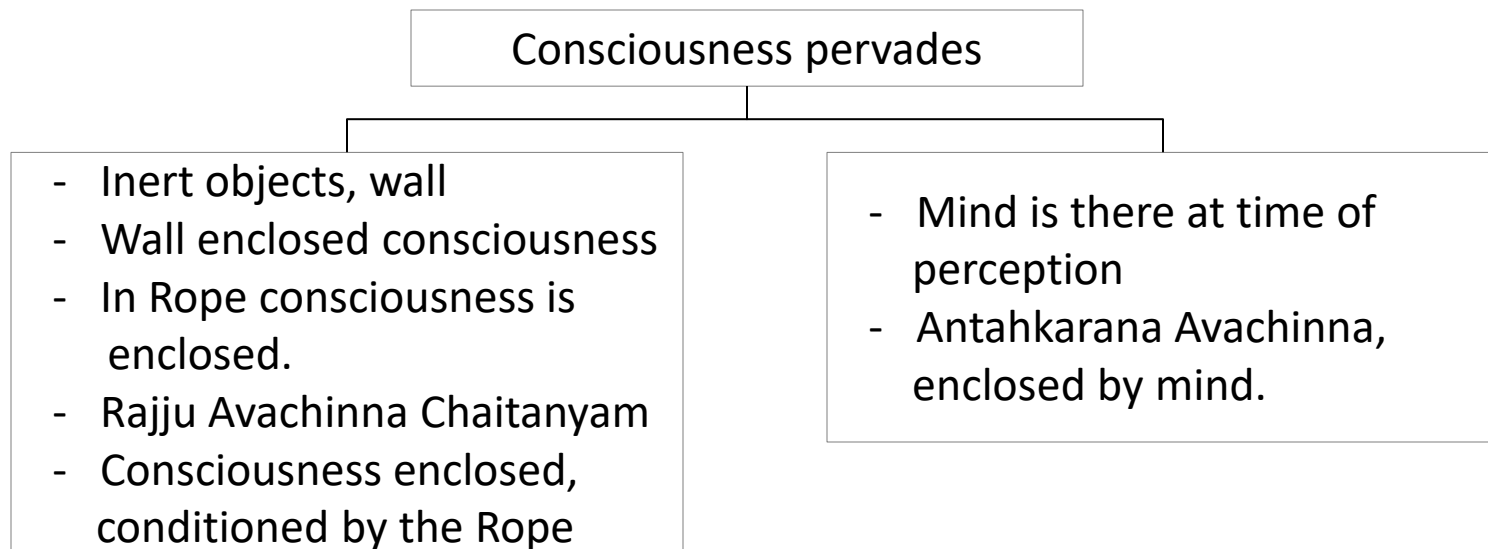 Consciousness pervades
- Inert objects, wall
- Wall enclosed consciousness
- In Rope consciousness is
enclosed.
- Rajju Avachinna Chaitanyam
- Consciousness enclosed,
conditioned by the Rope
- Mind is there at time of
perception
- Antahkarana Avachinna,
enclosed by mind.